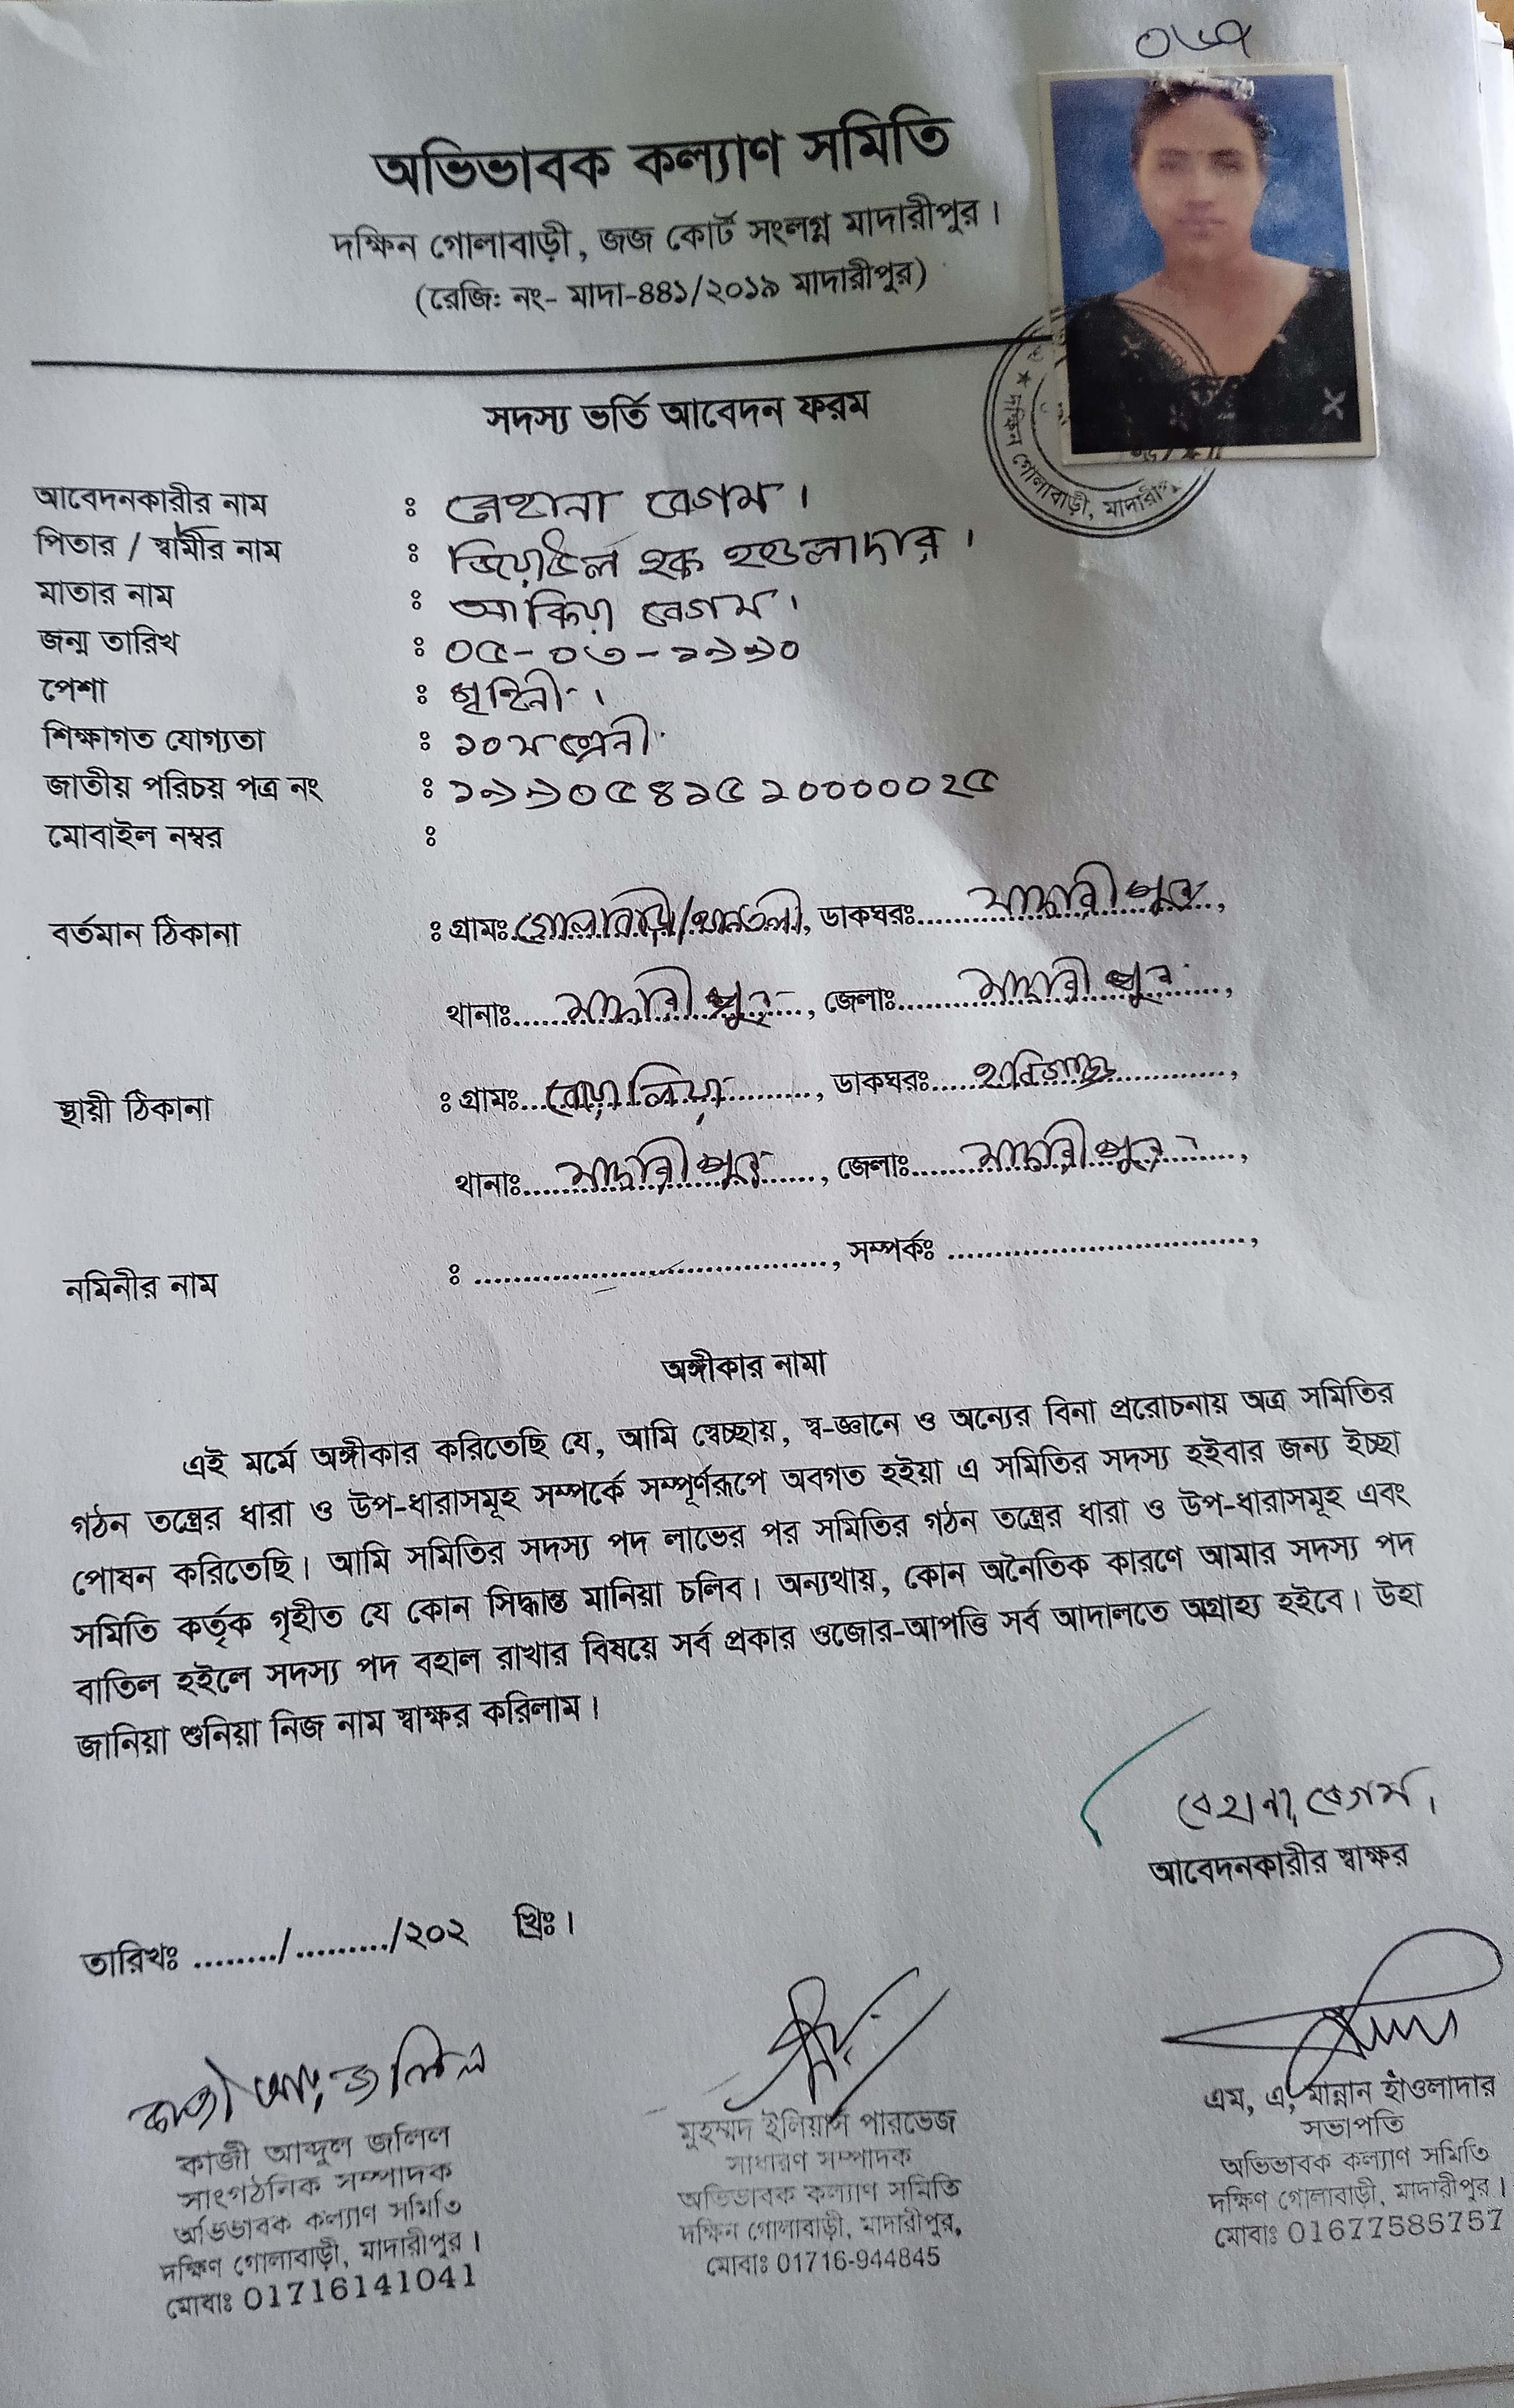 ০৬৭
অভিভাবক কল্যাণ সমিতি
দক্ষিন গোলাবাড়ী, জজ কোর্ট সংলগ্ন মাদারীপুর।
(রেজি: নং- মাদা-৪৪১/২০১৯ মাদারীপুর)
সদস্য ভর্তি আবেদন ফরম
আবেদনকারীর নাম : রেহানা বেগম।
পিতার / স্বামীর নাম : জিয়াউল হক হওলাদার।
মাতার নাম : আকিয়া বেগম।
জন্ম তারিখ : ০৫-০৩-১৯৯০
পেশা : গৃহিনী।
শিক্ষাগত যোগ্যতা : ১০ম শ্রেনী
জাতীয় পরিচয় পত্র নং : ১৯৯০৫৪১৫২০০০০০২৫
মোবাইল নম্বর :
বর্তমান ঠিকানা : গ্রামঃ গোলাবাড়ী/থানতলী, ডাকঘরঃ মাদারীপুর,
থানাঃ মাদারীপুর, জেলাঃ মাদারীপুর,
স্থায়ী ঠিকানা : গ্রামঃ ডাকঘরঃ
থানাঃ মাদারীপুর, জেলাঃ মাদারীপুর,
নমিনীর নাম : ...................................., সম্পর্কঃ ..............................,
অঙ্গীকার নামা
এই মর্মে অঙ্গীকার করিতেছি যে, আমি স্বেচ্ছায়, স্ব-জ্ঞানে ও অন্যের বিনা প্ররোচনায় অত্র সমিতির
গঠন তন্ত্রের ধারা ও উপ-ধারাসমূহ সম্পর্কে সম্পূর্ণরূপে অবগত হইয়া এ সমিতির সদস্য হইবার জন্য ইচ্ছা
পোষন করিতেছি। আমি সমিতির সদস্য পদ লাভের পর সমিতির গঠন তন্ত্রের ধারা ও উপ-ধারাসমূহ এবং
সমিতি কর্তৃক গৃহীত যে কোন সিদ্ধান্ত মানিয়া চলিব। অন্যথায়, কোন অনৈতিক কারণে আমার সদস্য পদ
বাতিল হইলে সদস্য পদ বহাল রাখার বিষয়ে সর্ব প্রকার ওজোর-আপত্তি সর্ব আদালতে অগ্রাহ্য হইবে। উহা
জানিয়া শুনিয়া নিজ নাম স্বাক্ষর করিলাম।
রেহানা বেগম।
আবেদনকারীর স্বাক্ষর
তারিখঃ ......../........./২০২ খ্রিঃ।
কাজী আঃ জলিল
কাজী আব্দুল জলিল
সাংগঠনিক সম্পাদক
অভিভাবক কল্যাণ সমিতি
দক্ষিণ গোলাবাড়ী, মাদারীপুর।
মোবাঃ 01716141041
মুহম্মদ ইলিয়াস পারভেজ
সাধারণ সম্পাদক
অভিভাবক কল্যাণ সমিতি
দক্ষিন গোলাবাড়ী, মাদারীপুর,
মোবাঃ 01716-944845
এম, এ, মান্নান হাঁওলাদার
সভাপতি
অভিভাবক কল্যাণ সমিতি
দক্ষিণ গোলাবাড়ী, মাদারীপুর।
মোবাঃ 01677585757